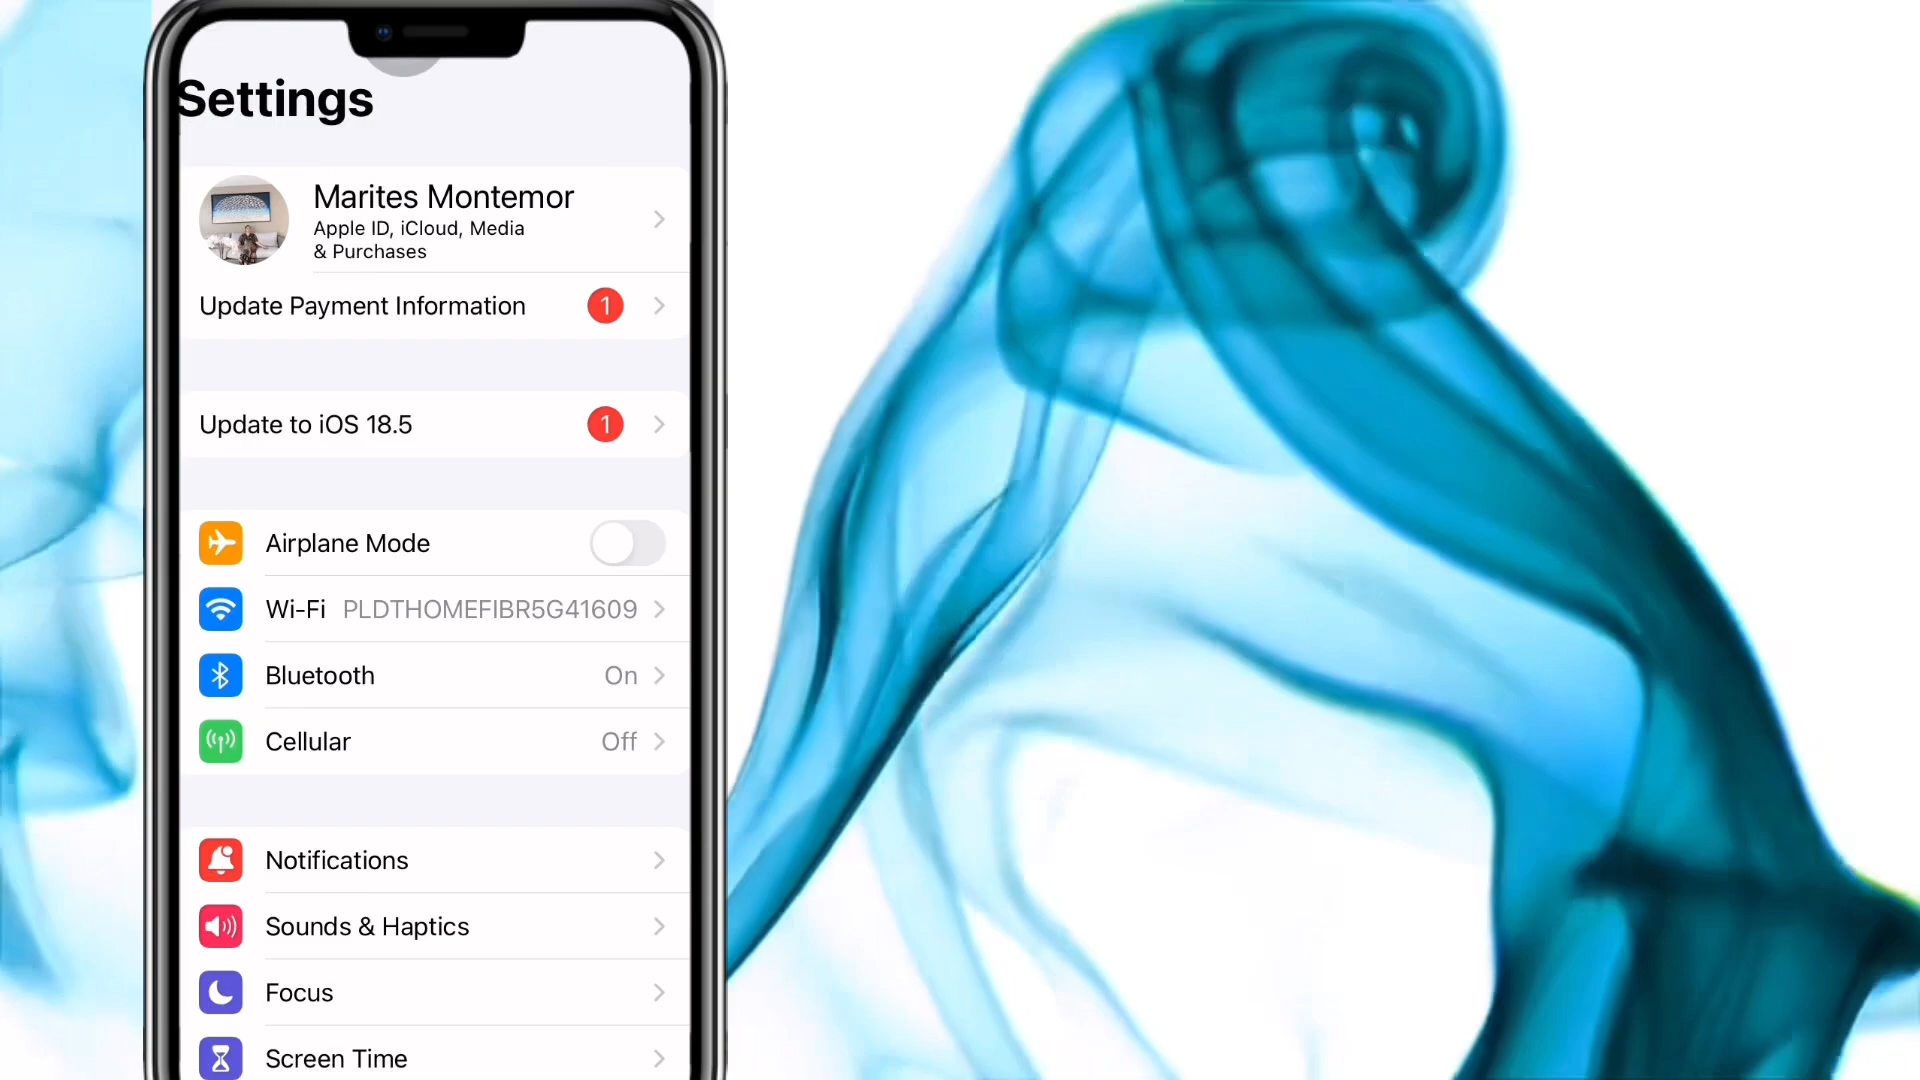 Settings
Marites Montemor
Apple ID, iCloud, Media
& Purchases
Update Payment Information 1
Update to iOS 18.5 1
Airplane Mode
Wi-Fi PLDTHOMEFIBR5G41609
Bluetooth On
Cellular Off
Notifications
Sounds & Haptics
Focus
Screen Time